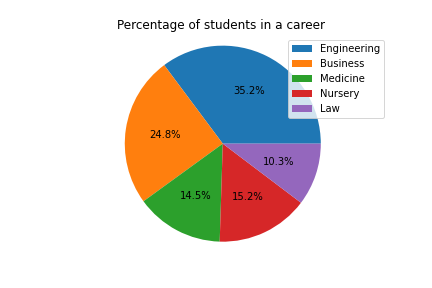 Percentage of students in a career
Engineering
Business
Medicine
Nursery
Law
35.2%
24.8%
10.3%
14.5%
15.2%